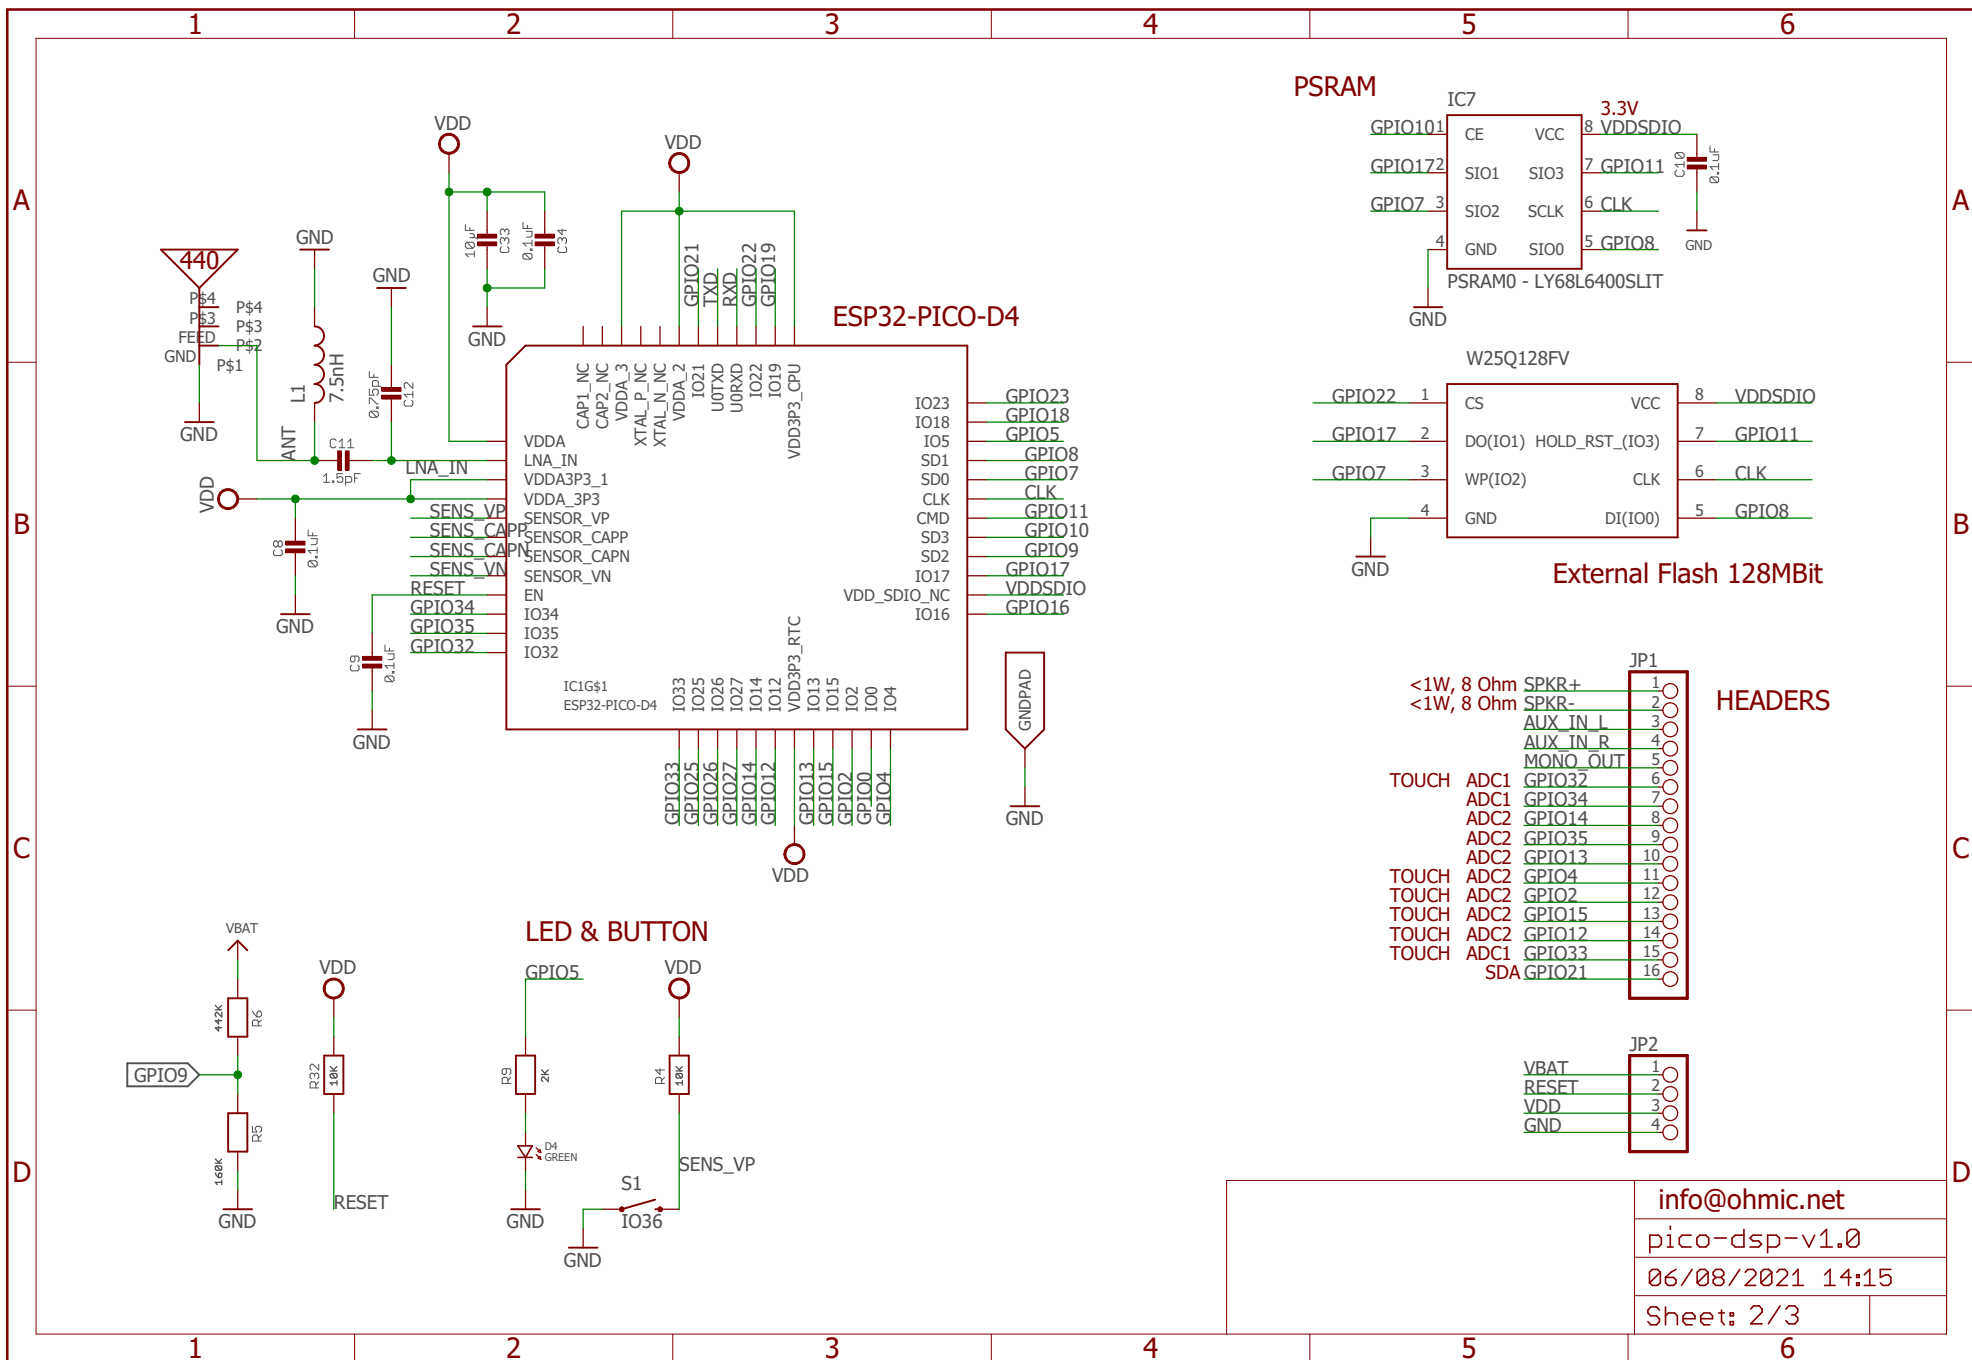 1 2 3 4 5 6
A
B
C
D
A
B
C
D
PSRAM
IC7
3.3V
GPIO10 1 CE VCC 8 VDDSDIO
GPIO17 2 SIO1 SIO3 7 GPIO11
GPIO7 3 SIO2 SCLK 6 CLK
4 GND SIO0 5 GPIO8
PSRAM0 - LY68L6400SLIT
GND
C10
0.1uF
GND
W25Q128FV
GPIO22 1 CS VCC 8 VDDSDIO
GPIO17 2 DO(IO1) HOLD_RST_(IO3) 7 GPIO11
GPIO7 3 WP(IO2) CLK 6 CLK
4 GND DI(IO0) 5 GPIO8
GND
External Flash 128MBit
VDD
VDD
10µF
C33
0.1uF
C34
GND
GND
GND
440
P$4
P$3
FEED
GND
P$4
P$3
P$2
P$1
GND
L1
7.5nH
0.75pF
C12
ANT
C11
1.5pF
LNA_IN
VDD
C8
0.1uF
GND
SENS_VP
SENS_CAPP
SENS_CAPN
SENS_VN
RESET
GPIO34
GPIO35
GPIO32
C9
0.1uF
GND
GPIO21
TXD
RXD
GPIO22
GPIO19
ESP32-PICO-D4
CAP1_NC
CAP2_NC
VDDA_3
XTAL_P_NC
XTAL_N_NC
VDDA_2
IO21
U0TXD
U0RXD
IO22
IO19
VDD3P3_CPU
VDDA
LNA_IN
VDDA3P3_1
VDDA_3P3
SENSOR_VP
SENSOR_CAPP
SENSOR_CAPN
SENSOR_VN
EN
IO34
IO35
IO32
IO23 GPIO23
IO18 GPIO18
IO5 GPIO5
SD1 GPIO8
SD0 GPIO7
CLK CLK
CMD GPIO11
SD3 GPIO10
SD2 GPIO9
IO17 GPIO17
VDD_SDIO_NC VDDSDIO
IO16 GPIO16
IC1G$1
ESP32-PICO-D4
IO33
IO25
IO26
IO27
IO14
IO12
VDD3P3_RTC
IO13
IO15
IO2
IO0
IO4
GPIO33
GPIO25
GPIO26
GPIO27
GPIO14
GPIO12
GPIO13
GPIO15
GPIO2
GPIO0
GPIO4
VDD
GNDPAD
GND
JP1
HEADERS
<1W, 8 Ohm SPKR+ 1
<1W, 8 Ohm SPKR- 2
AUX_IN_L 3
AUX_IN_R 4
MONO_OUT 5
TOUCH ADC1 GPIO32 6
ADC1 GPIO34 7
ADC2 GPIO14 8
ADC2 GPIO35 9
ADC2 GPIO13 10
TOUCH ADC2 GPIO4 11
TOUCH ADC2 GPIO2 12
TOUCH ADC2 GPIO15 13
TOUCH ADC2 GPIO12 14
TOUCH ADC1 GPIO33 15
SDA GPIO21 16
JP2
VBAT 1
RESET 2
VDD 3
GND 4
VBAT
442K
R6
GPIO9
R5
160K
GND
VDD
R32
10K
RESET
LED & BUTTON
GPIO5
R9
2K
D4
GREEN
GND
VDD
R4
10K
SENS_VP
S1
IO36
GND
info@ohmic.net
pico-dsp-v1.0
06/08/2021 14:15
Sheet: 2/3
1 2 3 4 5 6